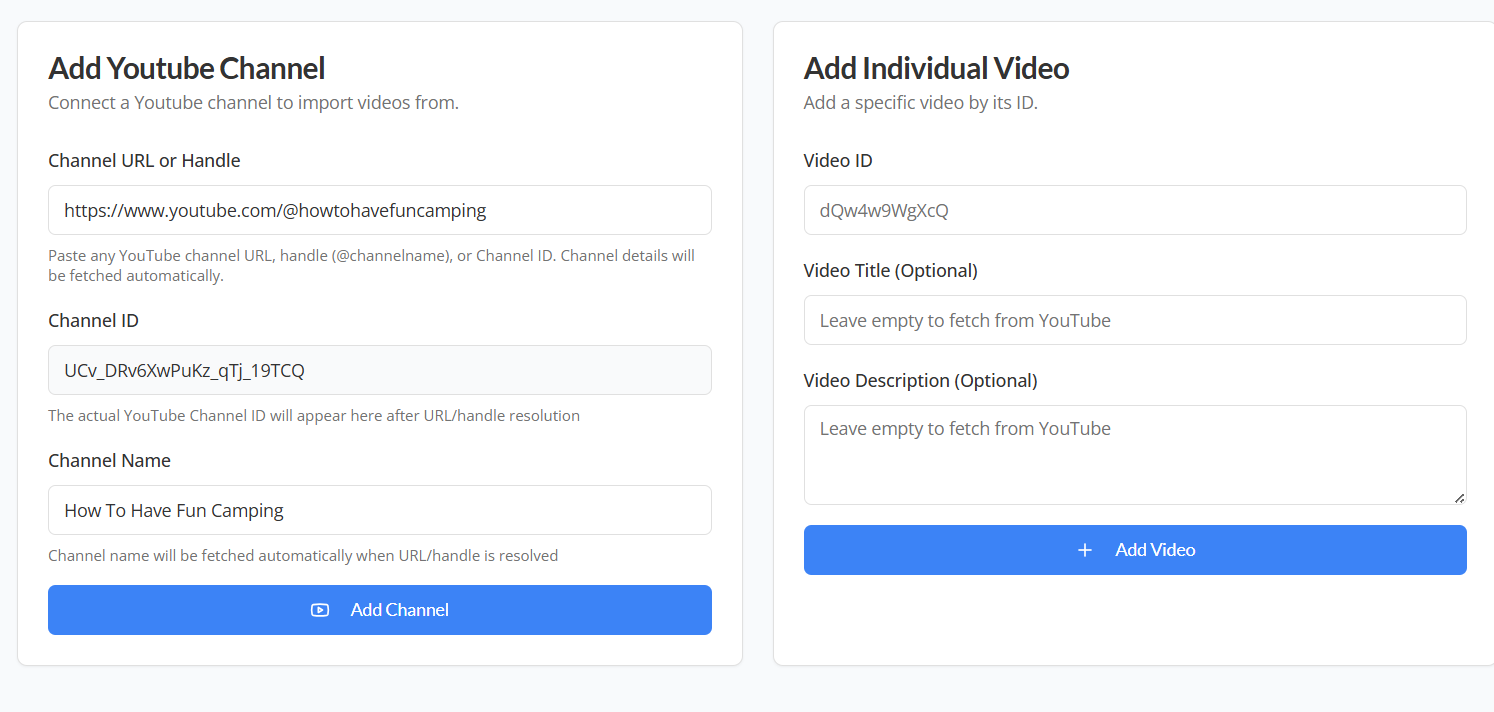 Add Youtube Channel
Connect a Youtube channel to import videos from.
Channel URL or Handle
https://www.youtube.com/@howtohavefuncamping
Paste any YouTube channel URL, handle (@channelname), or Channel ID. Channel details will
be fetched automatically.
Channel ID
UCv_DRv6XwPuKz_qTj_19TCQ
The actual YouTube Channel ID will appear here after URL/handle resolution
Channel Name
How To Have Fun Camping
Channel name will be fetched automatically when URL/handle is resolved
Add Channel
Add Individual Video
Add a specific video by its ID.
Video ID
dQw4w9WgXcQ
Video Title (Optional)
Leave empty to fetch from YouTube
Video Description (Optional)
Leave empty to fetch from YouTube
Add Video